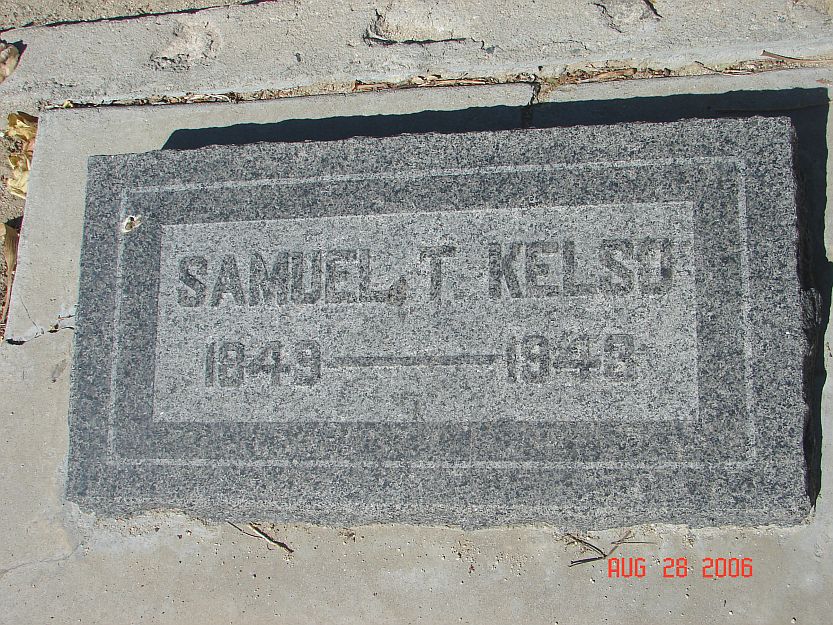 SAMUEL T. KELSO
1849 — 1948
AUG 28 2006